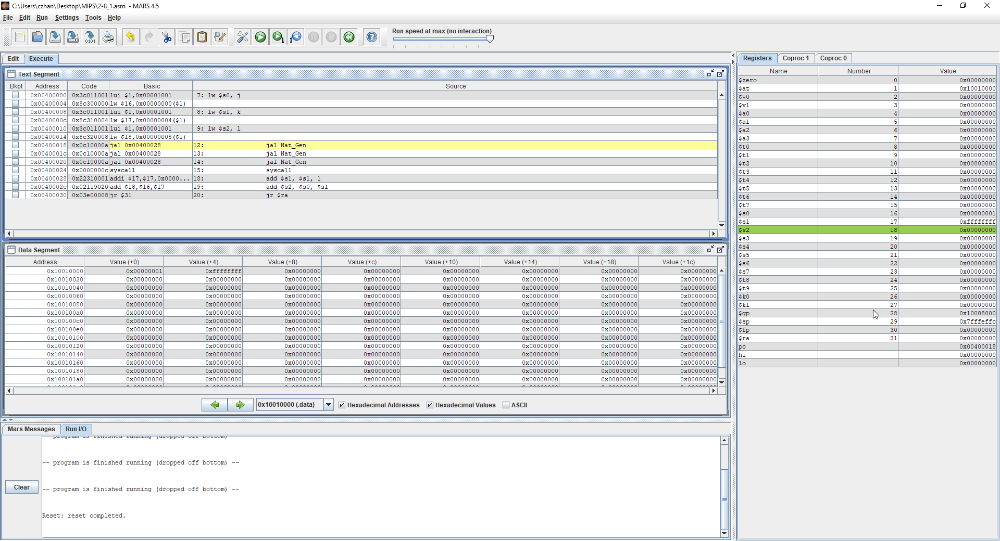 C:\Users\czhan\Desktop\MIPS\2-8_1.asm - MARS 4.5
File Edit Run Settings Tools Help
Run speed at max (no interaction)
Edit Execute
Text Segment
Bkpt Address Code Basic Source
0x00400000 0x3c011001 lui $1,0x00001001 7: lw $s0, j
0x00400004 0x8c300000 lw $16,0x00000000($1)
0x00400008 0x3c011001 lui $1,0x00001001 8: lw $s1, k
0x0040000c 0x8c310004 lw $17,0x00000004($1)
0x00400010 0x3c011001 lui $1,0x00001001 9: lw $s2, l
0x00400014 0x8c320008 lw $18,0x00000008($1)
0x00400018 0x0c10000a jal 0x00400028 12: jal Nat_Gen
0x0040001c 0x0c10000a jal 0x00400028 13: jal Nat_Gen
0x00400020 0x0c10000a jal 0x00400028 14: jal Nat_Gen
0x00400024 0x0000000c syscall 15: syscall
0x00400028 0x22310001 addi $17,$17,0x0000... 18: add $s1, $s1, 1
0x0040002c 0x02119020 add $18,$16,$17 19: add $s2, $s0, $s1
0x00400030 0x03e00008 jr $31 20: jr $ra
Data Segment
Address Value (+0) Value (+4) Value (+8) Value (+c) Value (+10) Value (+14) Value (+18) Value (+1c)
0x10010000 0x00000001 0xffffffff 0x00000000 0x00000000 0x00000000 0x00000000 0x00000000 0x00000000
0x10010020 0x00000000 0x00000000 0x00000000 0x00000000 0x00000000 0x00000000 0x00000000 0x00000000
0x10010040 0x00000000 0x00000000 0x00000000 0x00000000 0x00000000 0x00000000 0x00000000 0x00000000
0x10010060 0x00000000 0x00000000 0x00000000 0x00000000 0x00000000 0x00000000 0x00000000 0x00000000
0x10010080 0x00000000 0x00000000 0x00000000 0x00000000 0x00000000 0x00000000 0x00000000 0x00000000
0x100100a0 0x00000000 0x00000000 0x00000000 0x00000000 0x00000000 0x00000000 0x00000000 0x00000000
0x100100c0 0x00000000 0x00000000 0x00000000 0x00000000 0x00000000 0x00000000 0x00000000 0x00000000
0x100100e0 0x00000000 0x00000000 0x00000000 0x00000000 0x00000000 0x00000000 0x00000000 0x00000000
0x10010100 0x00000000 0x00000000 0x00000000 0x00000000 0x00000000 0x00000000 0x00000000 0x00000000
0x10010120 0x00000000 0x00000000 0x00000000 0x00000000 0x00000000 0x00000000 0x00000000 0x00000000
0x10010140 0x00000000 0x00000000 0x00000000 0x00000000 0x00000000 0x00000000 0x00000000 0x00000000
0x10010160 0x00000000 0x00000000 0x00000000 0x00000000 0x00000000 0x00000000 0x00000000 0x00000000
0x10010180 0x00000000 0x00000000 0x00000000 0x00000000 0x00000000 0x00000000 0x00000000 0x00000000
0x100101a0 0x00000000 0x00000000 0x00000000 0x00000000 0x00000000 0x00000000 0x00000000 0x00000000
0x10010000 (.data) Hexadecimal Addresses Hexadecimal Values ASCII
Mars Messages Run I/O
Clear
program is finished running (dropped off bottom)
-- program is finished running (dropped off bottom) --
-- program is finished running (dropped off bottom) --
Reset: reset completed.
Registers Coproc 1 Coproc 0
Name Number Value
$zero 0 0x00000000
$at 1 0x10010000
$v0 2 0x00000000
$v1 3 0x00000000
$a0 4 0x00000000
$a1 5 0x00000000
$a2 6 0x00000000
$a3 7 0x00000000
$t0 8 0x00000000
$t1 9 0x00000000
$t2 10 0x00000000
$t3 11 0x00000000
$t4 12 0x00000000
$t5 13 0x00000000
$t6 14 0x00000000
$t7 15 0x00000000
$s0 16 0x00000001
$s1 17 0xffffffff
$s2 18 0x00000000
$s3 19 0x00000000
$s4 20 0x00000000
$s5 21 0x00000000
$s6 22 0x00000000
$s7 23 0x00000000
$t8 24 0x00000000
$t9 25 0x00000000
$k0 26 0x00000000
$k1 27 0x00000000
$gp 28 0x10008000
$sp 29 0x7fffeffc
$fp 30 0x00000000
$ra 31 0x00000000
pc 0x00400018
hi 0x00000000
lo 0x00000000